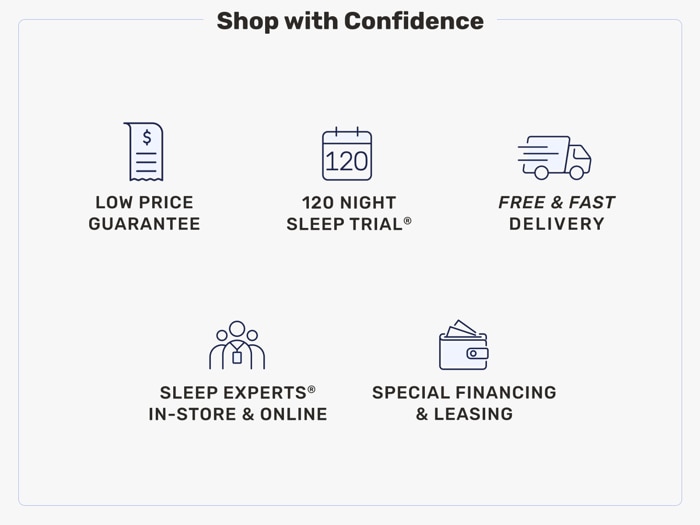 Shop with Confidence
$
120
LOW PRICE
GUARANTEE
120 NIGHT
SLEEP TRIAL®
FREE & FAST
DELIVERY
SLEEP EXPERTS®
IN-STORE & ONLINE
SPECIAL FINANCING
& LEASING